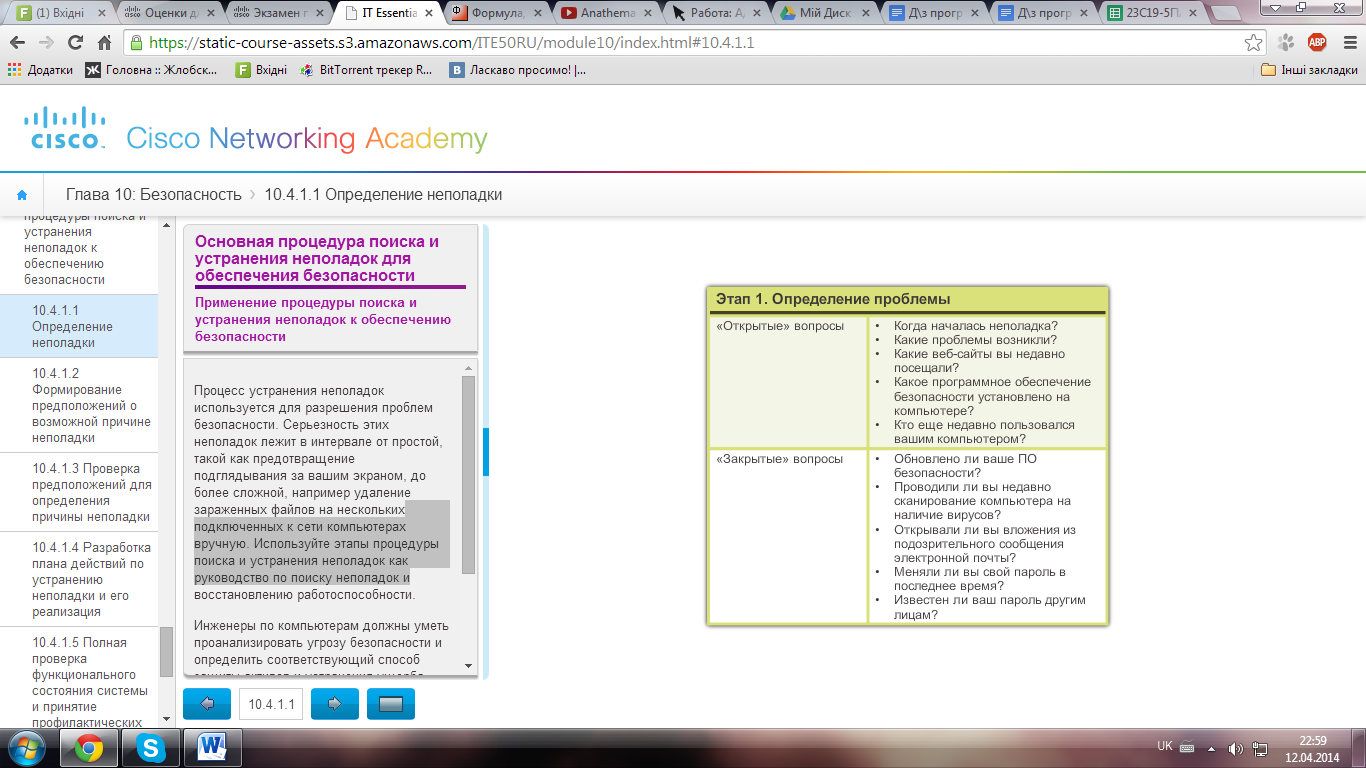 (1) Вхідні
Оценки дл
Экзамен г
IT Essentia
Формула,
Anathema
Работа: А,
Мій Диск
Д\з прогр
Д\з прогр
23С19-5П/
https://static-course-assets.s3.amazonaws.com/ITE50RU/module10/index.html#10.4.1.1
ABP
Додатки
Головна :: Жлобск...
Вхідні
BitTorrent трекер R...
Ласкаво просимо! |...
Інші закладки
CISCO.
Cisco Networking Academy
Глава 10: Безопасность
10.4.1.1 Определение неполадки
процедуры поиска и
устранения
неполадок к
обеспечению
безопасности
10.4.1.1
Определение
неполадки
10.4.1.2
Формирование
предположений о
возможной причине
неполадки
10.4.1.3 Проверка
предположений для
определения
причины неполадки
10.4.1.4 Разработка
плана действий по
устранению
неполадки и его
реализация
10.4.1.5 Полная
проверка
функционального
состояния системы
и принятие
профилактических
Основная процедура поиска и
устранения неполадок для
обеспечения безопасности
Применение процедуры поиска и
устранения неполадок к обеспечению
безопасности
Процесс устранения неполадок
используется для разрешения проблем
безопасности. Серьезность этих
неполадок лежит в интервале от простой,
такой как предотвращение
подглядывания за вашим экраном, до
более сложной, например удаление
зараженных файлов на нескольких
подключенных к сети компьютерах
вручную. Используйте этапы процедуры
поиска и устранения неполадок как
руководство по поиску неполадок и
восстановлению работоспособности.
Инженеры по компьютерам должны уметь
проанализировать угрозу безопасности и
определить соответствующий способ
защиты активов и устранения ущерба.
10.4.1.1
Этап 1. Определение проблемы
«Открытые» вопросы
• Когда началась неполадка?
• Какие проблемы возникли?
• Какие веб-сайты вы недавно
посещали?
• Какое программное обеспечение
безопасности установлено на
компьютере?
• Кто еще недавно пользовался
вашим компьютером?
«Закрытые» вопросы
• Обновлено ли ваше ПО
безопасности?
• Проводили ли вы недавно
сканирование компьютера на
наличие вирусов?
• Открывали ли вы вложения из
подозрительного сообщения
электронной почты?
• Меняли ли вы свой пароль в
последнее время?
• Известен ли ваш пароль другим
лицам?
UK
22:59
12.04.2014